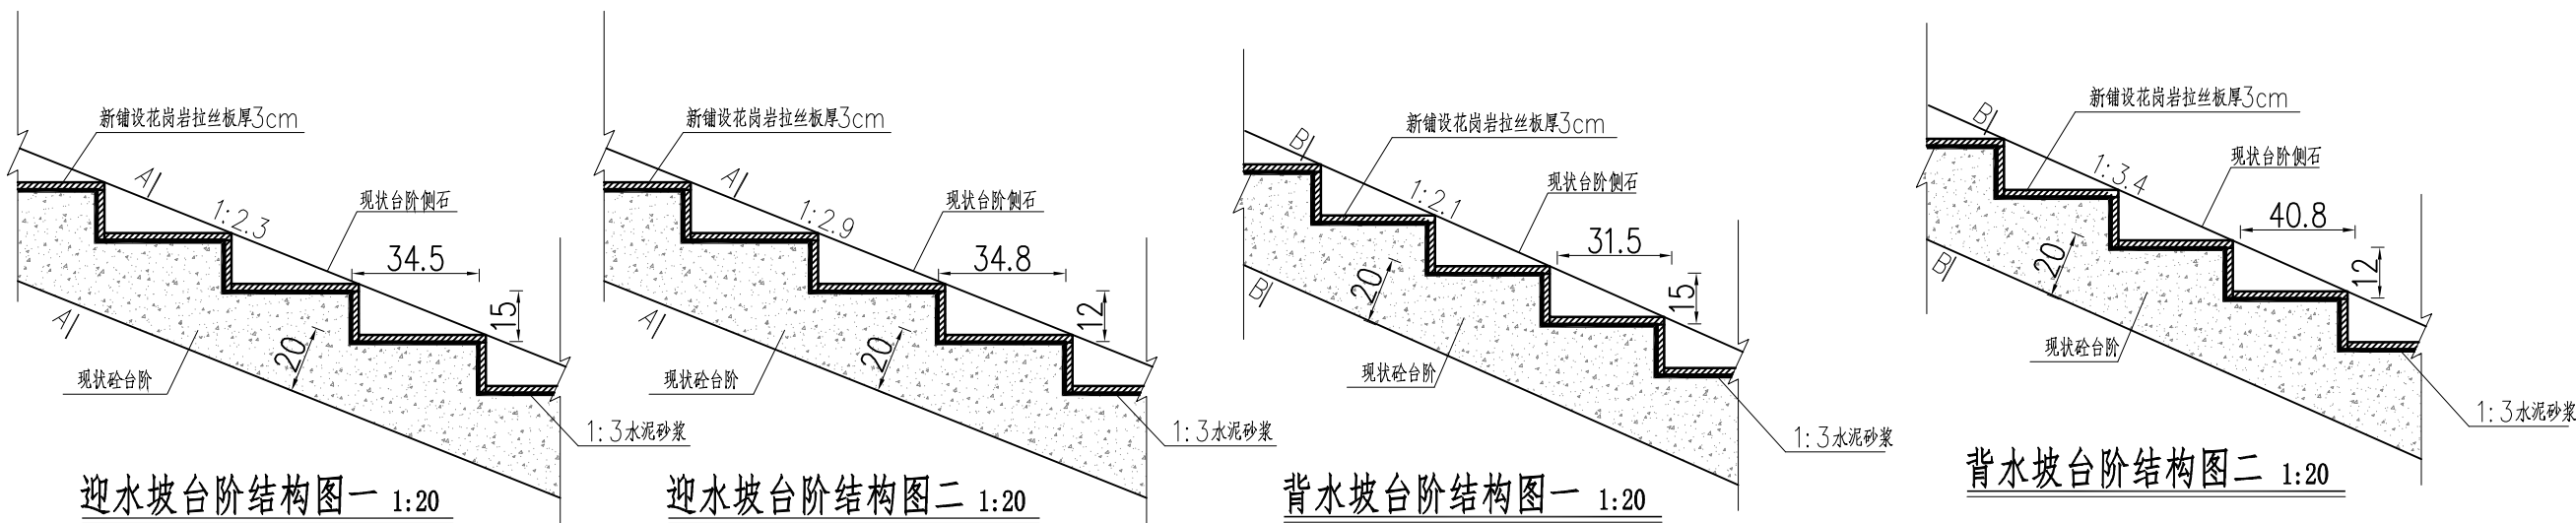 新铺设花岗岩拉丝板厚3cm
A
1:2.3
现状台阶侧石
34.5
15
A
20
现状砼台阶
1:3水泥砂浆
迎水坡台阶结构图一 1:20
新铺设花岗岩拉丝板厚3cm
A
1:2.9
现状台阶侧石
34.8
12
A
20
现状砼台阶
1:3水泥砂浆
迎水坡台阶结构图二 1:20
新铺设花岗岩拉丝板厚3cm
B
1:2.1
现状台阶侧石
31.5
15
B
20
现状砼台阶
1:3水泥砂浆
背水坡台阶结构图一 1:20
新铺设花岗岩拉丝板厚3cm
B
1:3.4
现状台阶侧石
40.8
12
B
20
现状砼台阶
1:3水泥砂浆
背水坡台阶结构图二 1:20